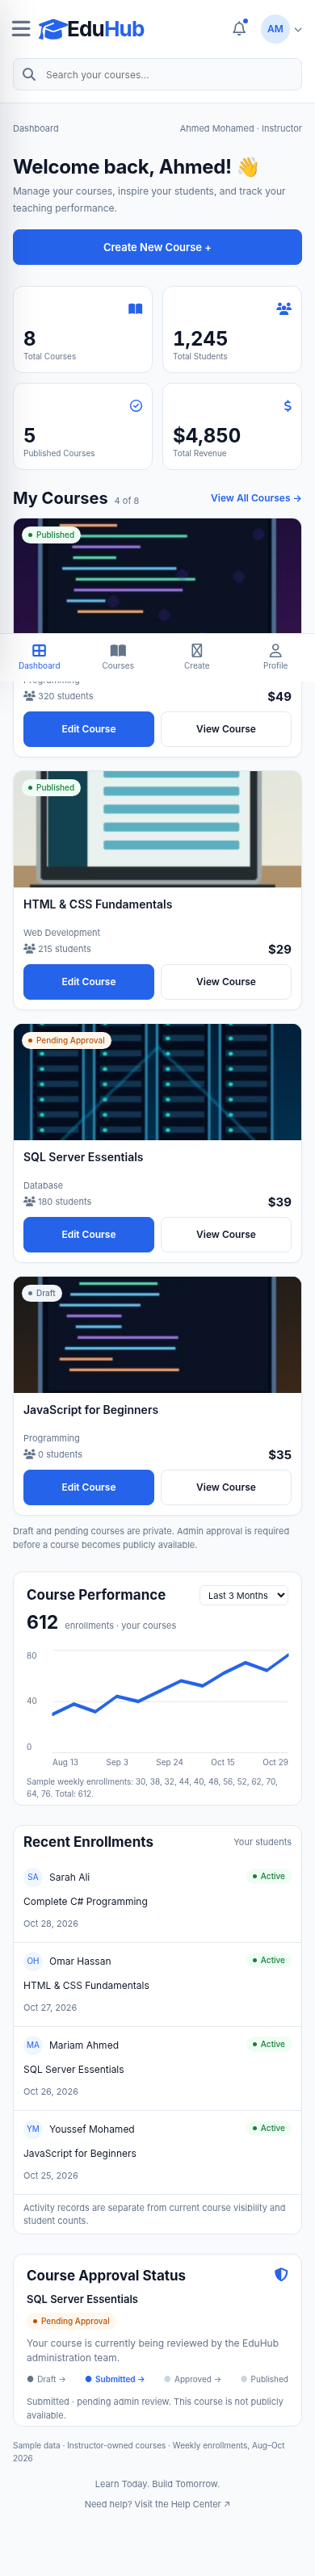 EduHub
AM
Search your courses...
Dashboard
Ahmed Mohamed · Instructor
Welcome back, Ahmed! 👋
Manage your courses, inspire your students, and track your
teaching performance.
Create New Course +
8
Total Courses
1,245
Total Students
5
Published Courses
$
$4,850
Total Revenue
My Courses 4 of 8
View All Courses →
Published
Dashboard
Courses
Create
Profile
Programming
320 students
$49
Edit Course
View Course
Published
HTML & CSS Fundamentals
Web Development
215 students
$29
Edit Course
View Course
Pending Approval
SQL Server Essentials
Database
180 students
$39
Edit Course
View Course
Draft
JavaScript for Beginners
Programming
0 students
$35
Edit Course
View Course
Draft and pending courses are private. Admin approval is required
before a course becomes publicly available.
Course Performance
Last 3 Months
612 enrollments · your courses
80
40
0
Aug 13 Sep 3 Sep 24 Oct 15 Oct 29
Sample weekly enrollments: 30, 38, 32, 44, 40, 48, 56, 52, 62, 70,
64, 76. Total: 612.
Recent Enrollments
Your students
SA Sarah Ali
Active
Complete C# Programming
Oct 28, 2026
OH Omar Hassan
Active
HTML & CSS Fundamentals
Oct 27, 2026
MA Mariam Ahmed
Active
SQL Server Essentials
Oct 26, 2026
YM Youssef Mohamed
Active
JavaScript for Beginners
Oct 25, 2026
Activity records are separate from current course visibility and
student counts.
Course Approval Status
SQL Server Essentials
Pending Approval
Your course is currently being reviewed by the EduHub
administration team.
Draft → Submitted → Approved → Published
Submitted · pending admin review. This course is not publicly
available.
Sample data · Instructor-owned courses · Weekly enrollments, Aug–Oct
2026
Learn Today. Build Tomorrow.
Need help? Visit the Help Center ↗